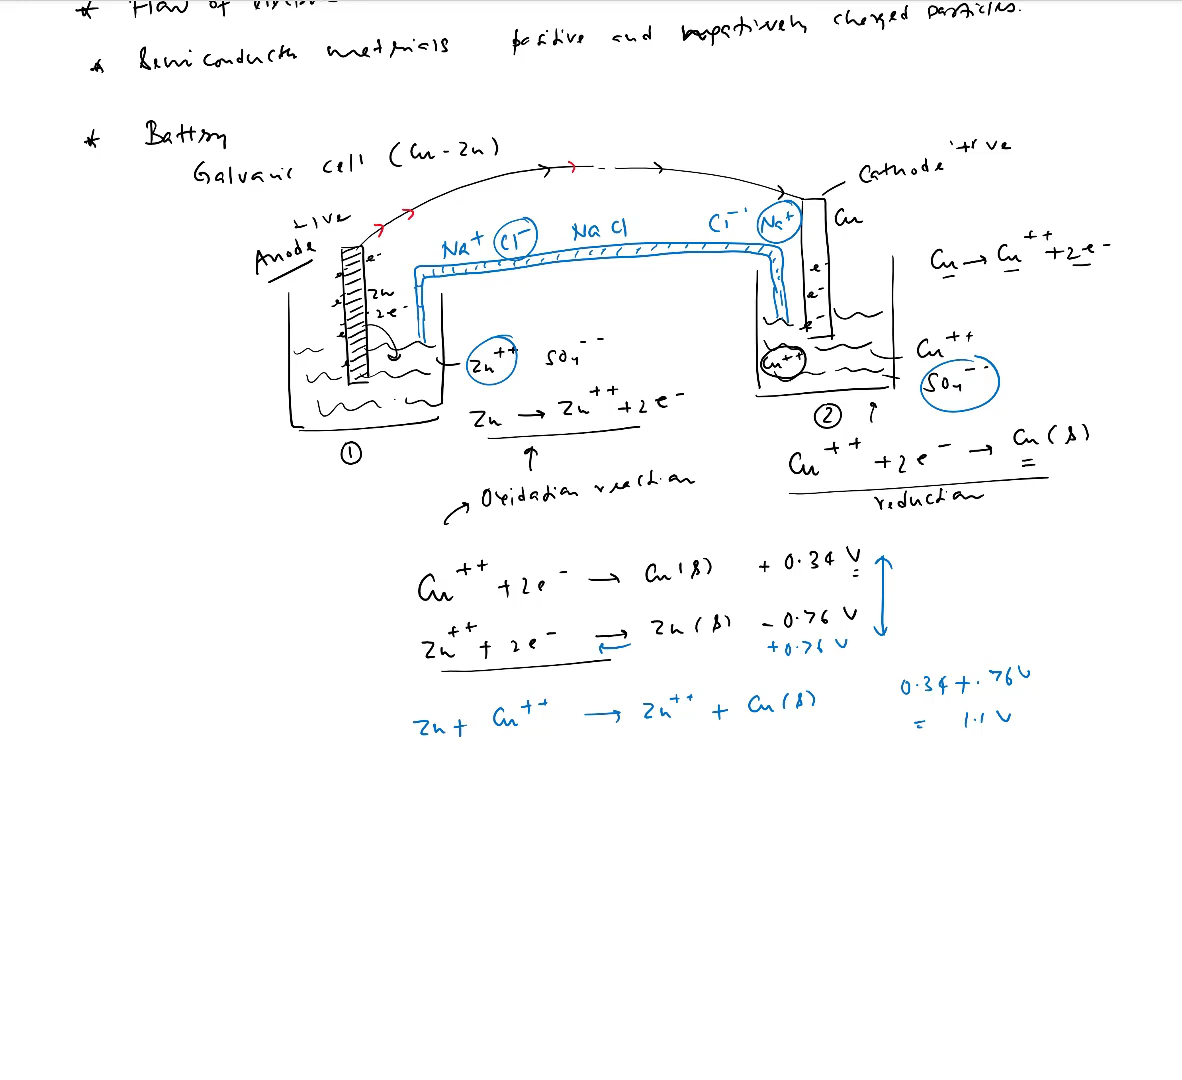 * Flow of
* Semiconductor materials positive and negatively charged particles.
* Battery
Galvanic cell (Cu-Zn)
'+' ve
Cathode
Anode
Cu
Na+ Cl- NaCl Cl- Na+
e-
Zn
2e-
e-
e-
e-
Cu → Cu++ + 2e-
Zn++ SO4--
Cu++
Cu++
SO4--
Zn → Zn++ + 2e-
① ②
Cu++ + 2e- → Cu(s)
reduction
Oxidation reaction
Cu++ + 2e- → Cu(s) + 0.34 V
Zn++ + 2e- ⇌ Zn(s) - 0.76 V
+0.76 V
Zn + Cu++ → Zn++ + Cu(s)
0.34 + .76 V
= 1.1 V